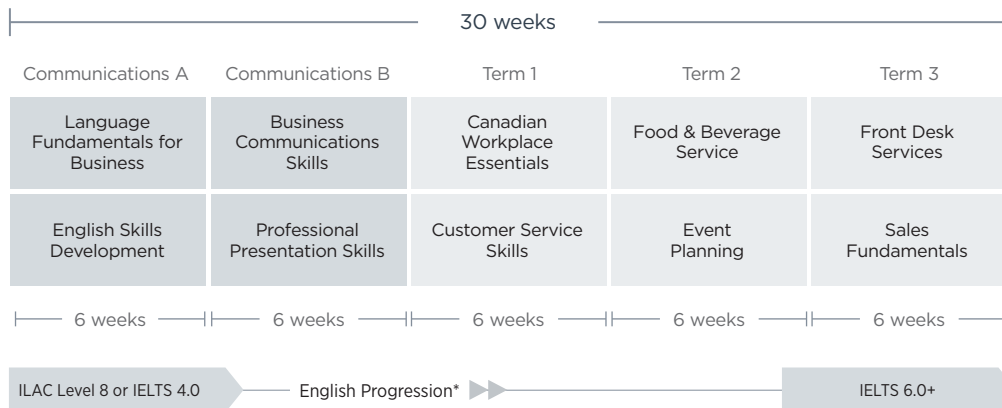 30 weeks
Communications A
Communications B
Term 1
Term 2
Term 3
Language
Fundamentals for
Business
Business
Communications
Skills
Canadian
Workplace
Essentials
Food & Beverage
Service
Front Desk
Services
English Skills
Development
Professional
Presentation Skills
Customer Service
Skills
Event
Planning
Sales
Fundamentals
6 weeks
6 weeks
6 weeks
6 weeks
6 weeks
ILAC Level 8 or IELTS 4.0
English Progression*
IELTS 6.0+